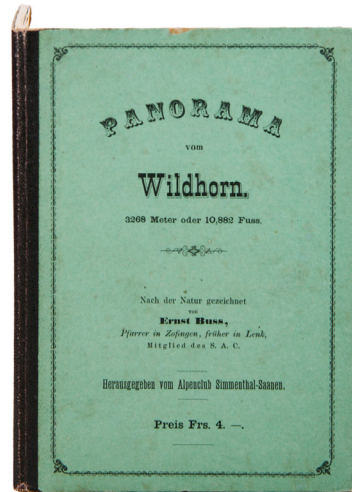 PANORAMA
vom
Wildhorn.
3268 Meter oder 10,882 Fuss.
Nach der Natur gezeichnet
von
Ernst Buss,
Pfarrer in Zofingen, früher in Lenk,
Mitglied des S. A. C.
Herausgegeben vom Alpenclub Simmenthal-Saanen.
Preis Frs. 4. —.